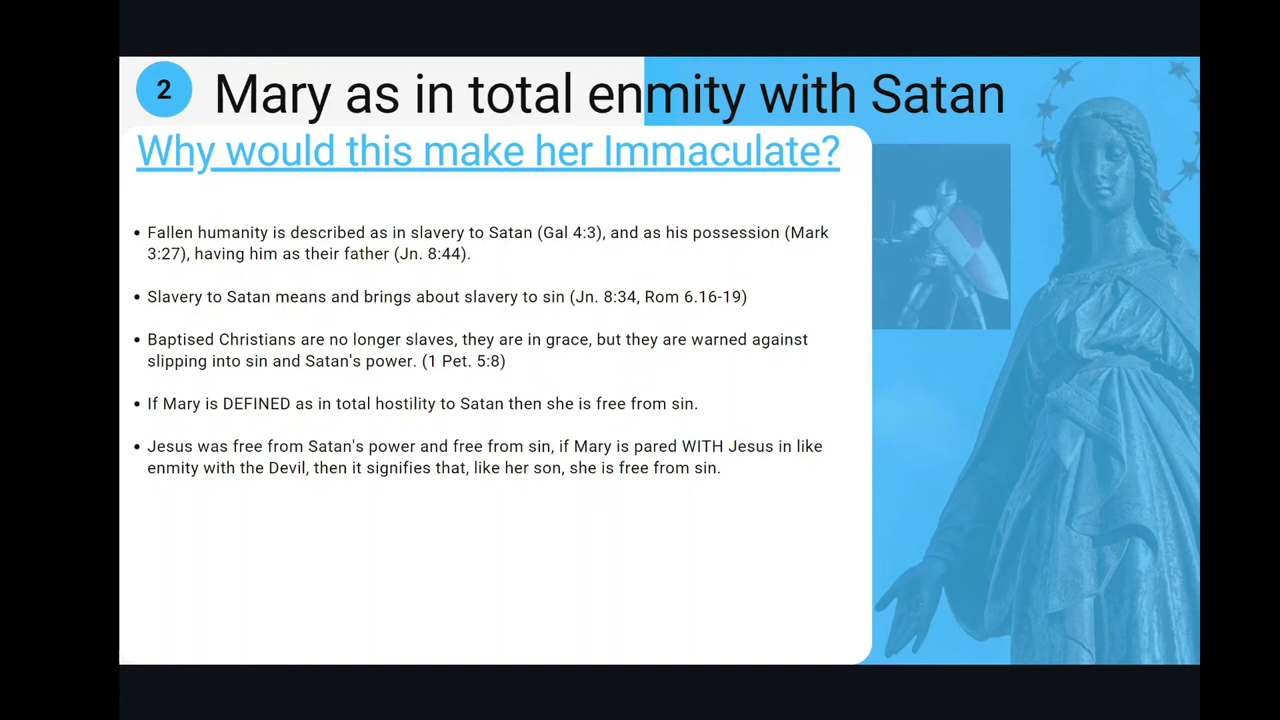 2
Mary as in total enmity with Satan
Why would this make her Immaculate?
• Fallen humanity is described as in slavery to Satan (Gal 4:3), and as his possession (Mark
3:27), having him as their father (Jn. 8:44).
• Slavery to Satan means and brings about slavery to sin (Jn. 8:34, Rom 6.16-19)
• Baptised Christians are no longer slaves, they are in grace, but they are warned against
slipping into sin and Satan's power. (1 Pet. 5:8)
• If Mary is DEFINED as in total hostility to Satan then she is free from sin.
• Jesus was free from Satan's power and free from sin, if Mary is pared WITH Jesus in like
enmity with the Devil, then it signifies that, like her son, she is free from sin.